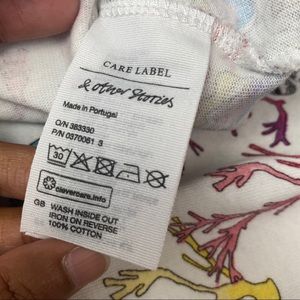 CARE LABEL
& other Stories
Made in Portugal
O/N 383330
P/N 0370061 3
30
clevercare.info
GB WASH INSIDE OUT
IRON ON REVERSE
100% COTTON